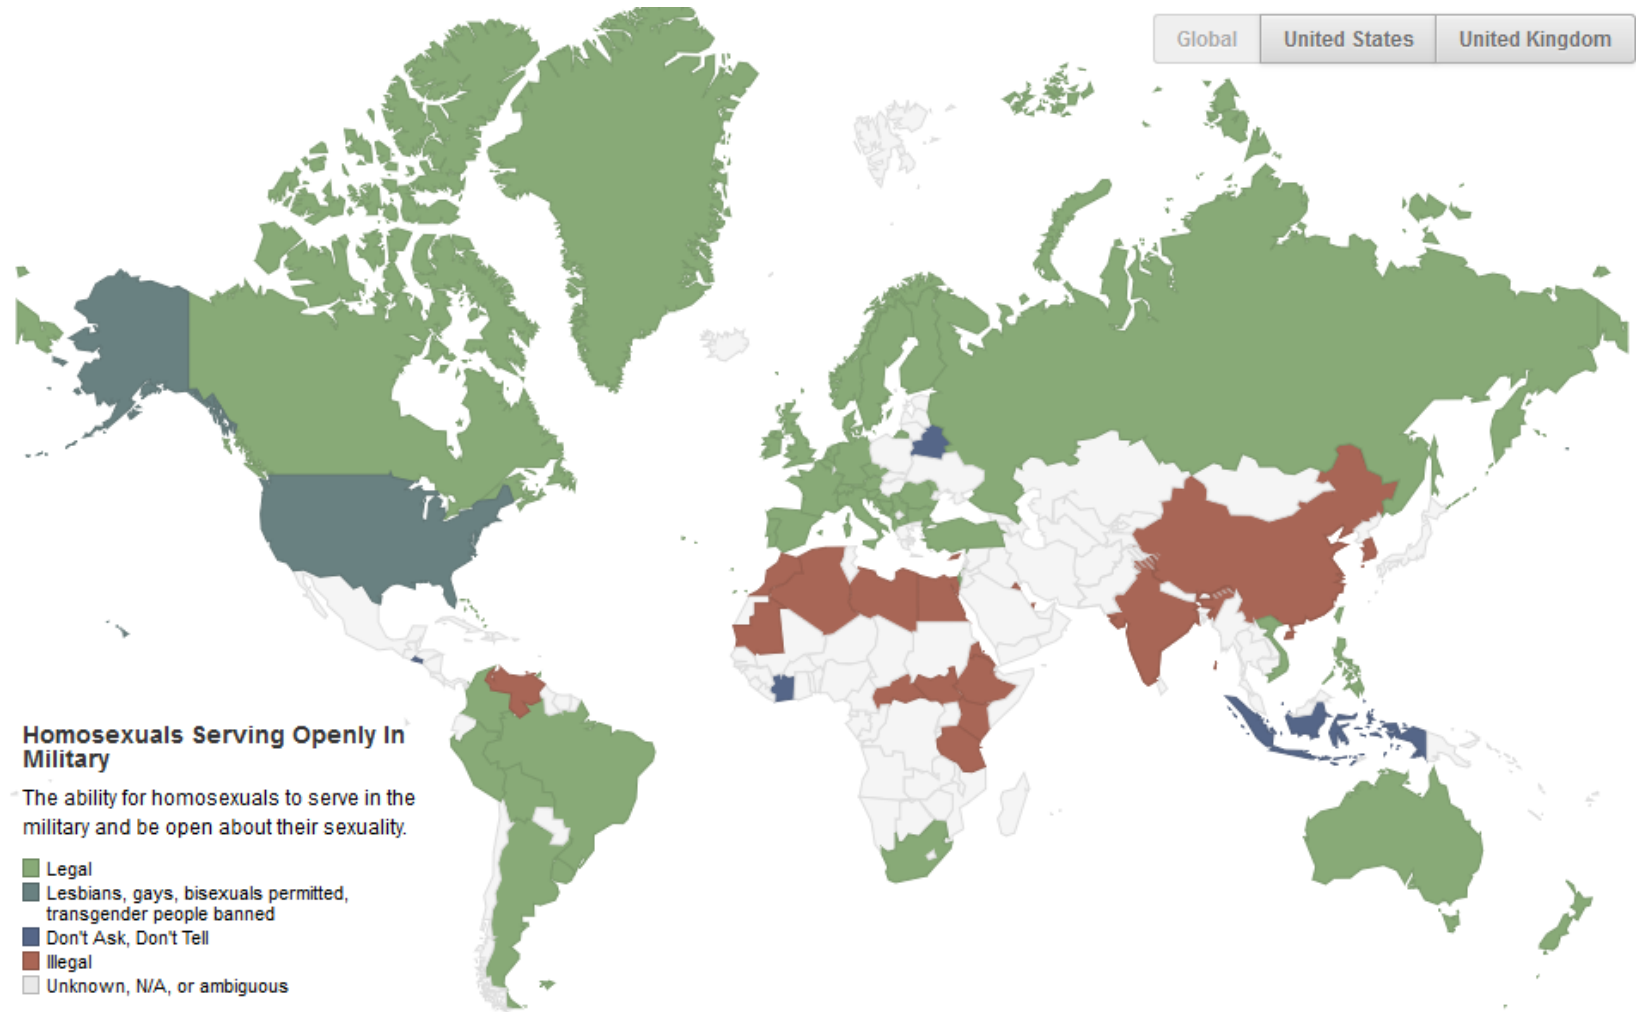 Global United States United Kingdom
Homosexuals Serving Openly In
Military
The ability for homosexuals to serve in the
military and be open about their sexuality.
Legal
Lesbians, gays, bisexuals permitted,
transgender people banned
Don't Ask, Don't Tell
Illegal
Unknown, N/A, or ambiguous